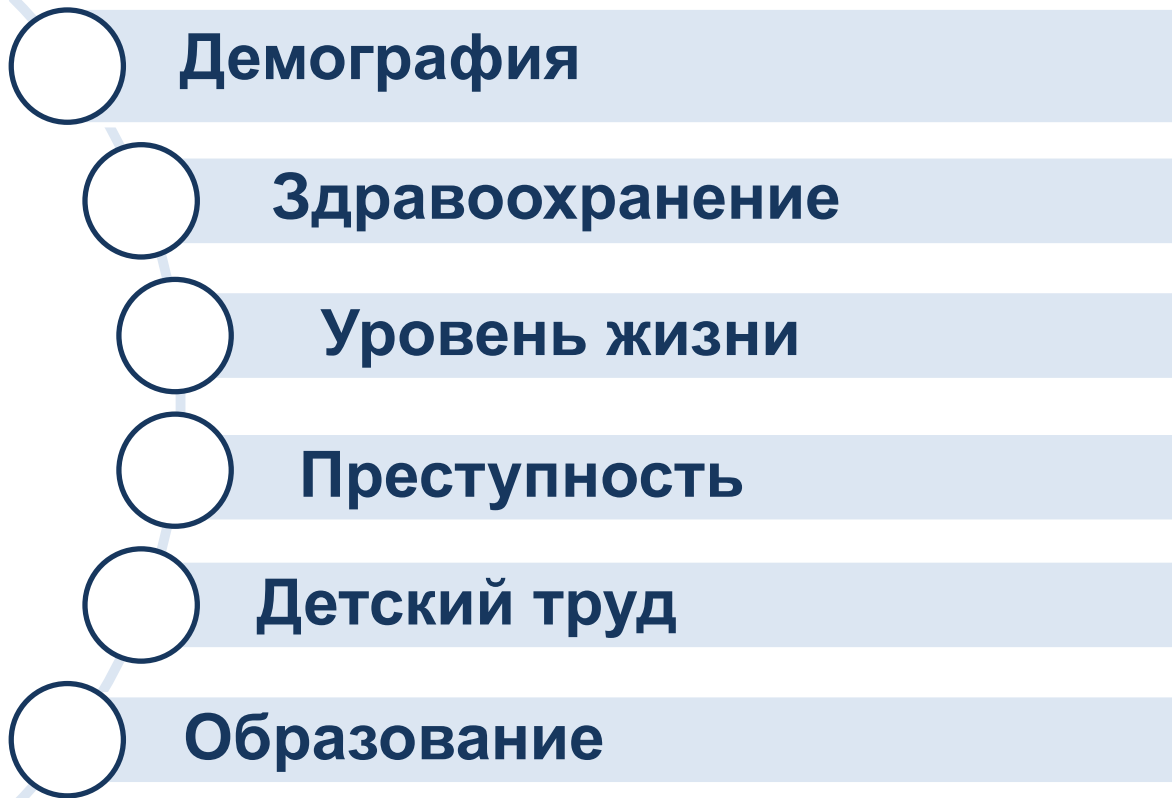 Демография
Здравоохранение
Уровень жизни
Преступность
Детский труд
Образование